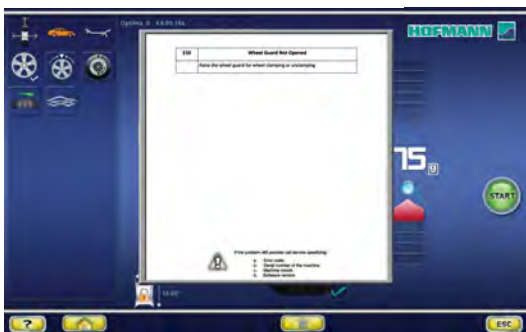 HOFMANN
Wheel Guard Not Opened
Raise the wheel guard for wheel clamping or unclamping
75 g
START
If the problem still persists call service specifying:
Error code.
Serial number of the machine.
Machine model.
Software version
?
ESC